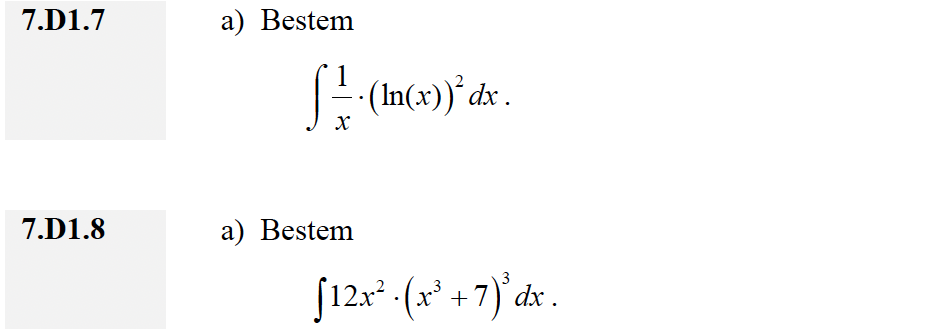 7.D1.7 a) Bestem
∫ 1/x · (ln(x))² dx .
7.D1.8 a) Bestem
∫ 12x² · (x³ + 7)³ dx .